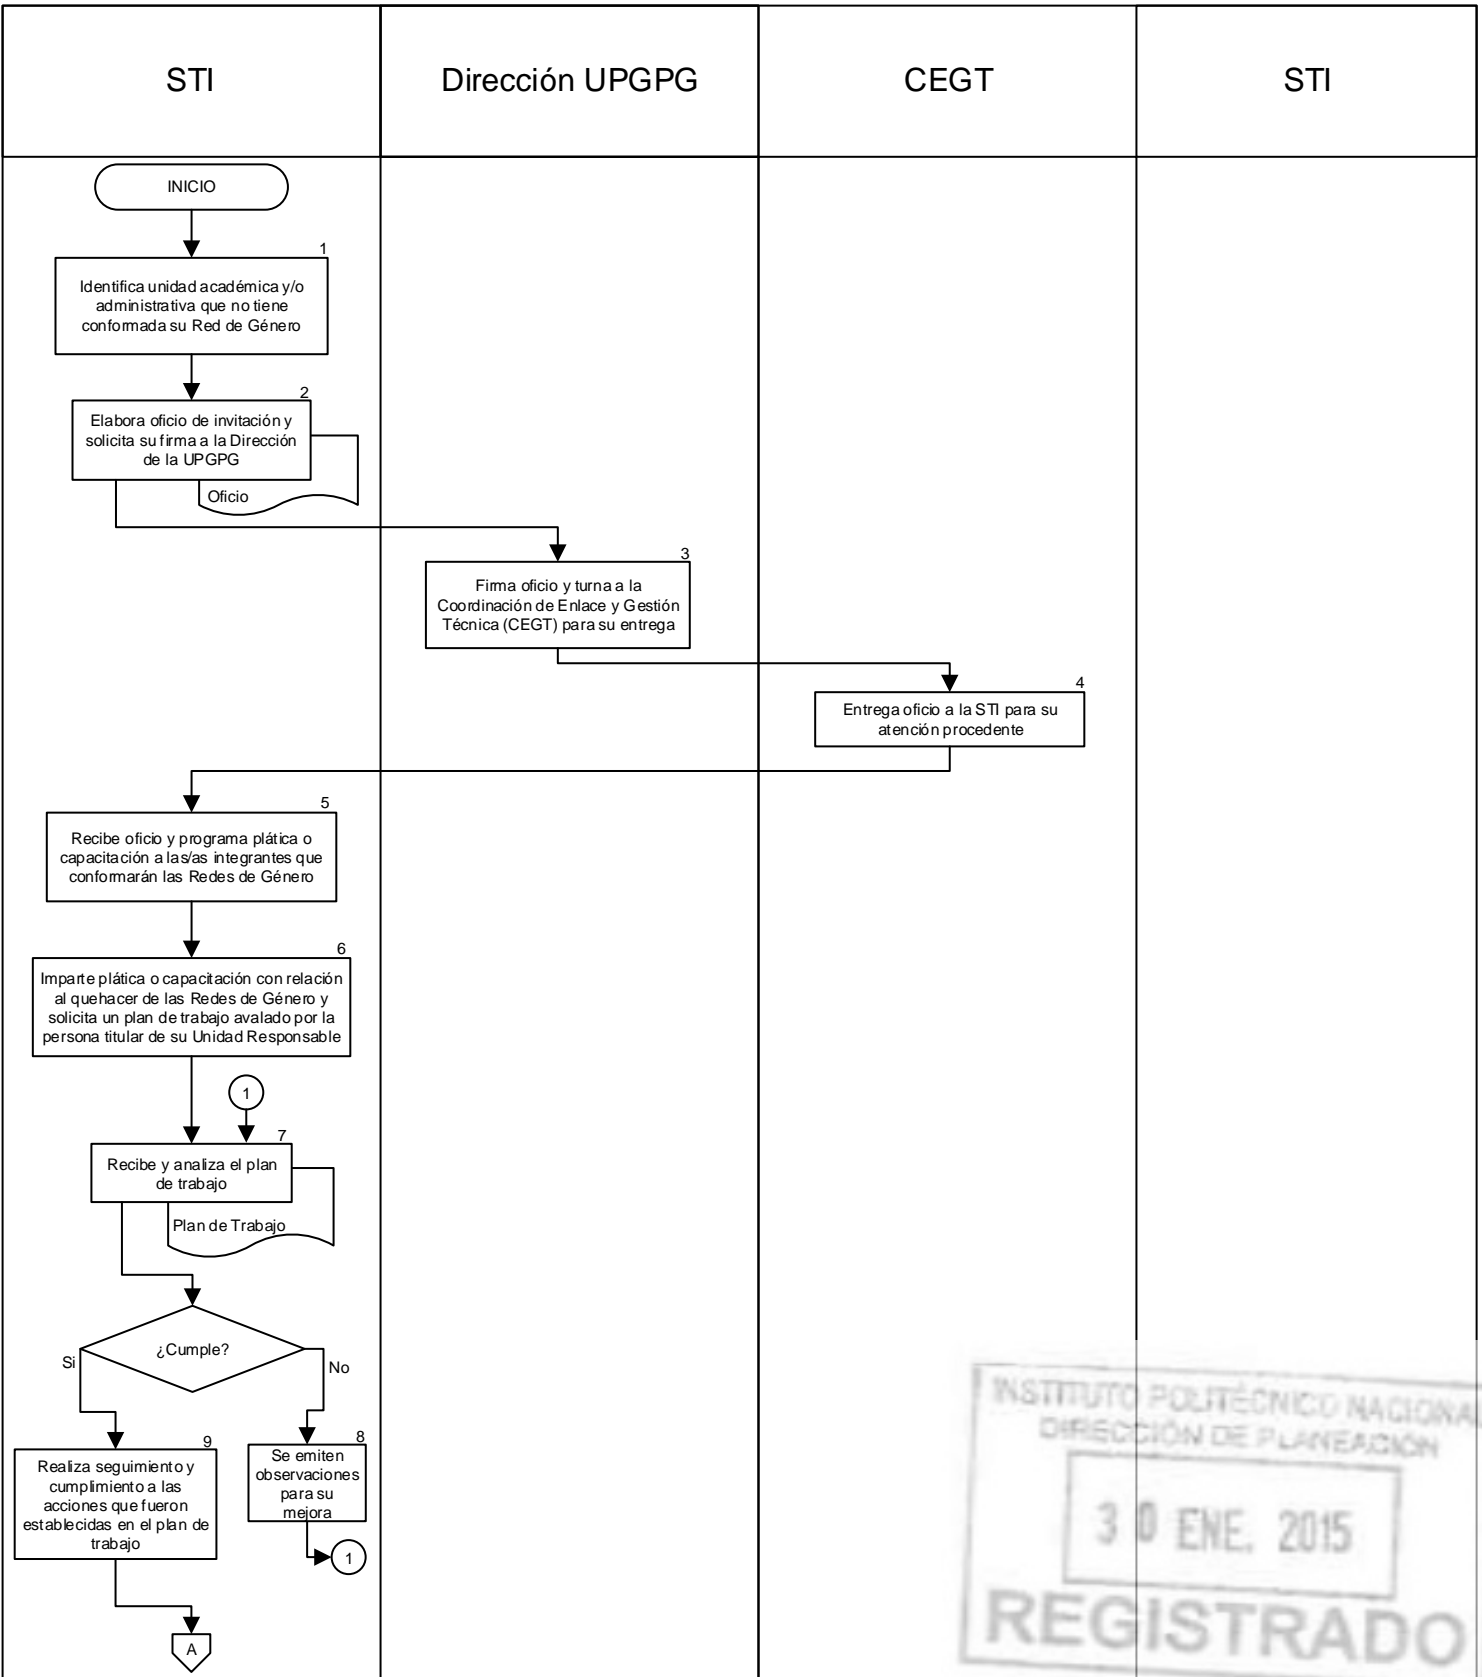 STI
Dirección UPGPG
CEGT
STI
INICIO
1
Identifica unidad académica y/o
administrativa que no tiene
conformada su Red de Género
2
Elabora oficio de invitación y
solicita su firma a la Dirección
de la UPGPG
Oficio
3
Firma oficio y turna a la
Coordinación de Enlace y Gestión
Técnica (CEGT) para su entrega
4
Entrega oficio a la STI para su
atención procedente
5
Recibe oficio y programa plática o
capacitación a las/as integrantes que
conformarán las Redes de Género
6
Imparte plática o capacitación con relación
al quehacer de las Redes de Género y
solicita un plan de trabajo avalado por la
persona titular de su Unidad Responsable
1
7
Recibe y analiza el plan
de trabajo
Plan de Trabajo
¿Cumple?
Si
No
9
Realiza seguimiento y
cumplimiento a las
acciones que fueron
establecidas en el plan de
trabajo
8
Se emiten
observaciones
para su
mejora
1
A
INSTITUTO POLITÉCNICO NACIONAL
DIRECCIÓN DE PLANEACIÓN
30 ENE. 2015
REGISTRADO